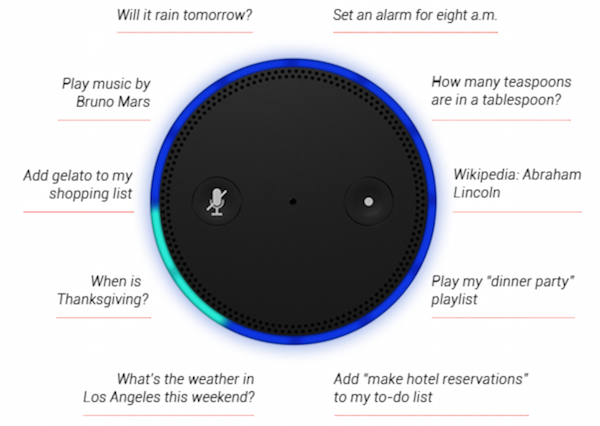 Will it rain tomorrow?
Set an alarm for eight a.m.
Play music by
Bruno Mars
How many teaspoons
are in a tablespoon?
Add gelato to my
shopping list
Wikipedia: Abraham
Lincoln
When is
Thanksgiving?
Play my "dinner party"
playlist
What's the weather in
Los Angeles this weekend?
Add "make hotel reservations"
to my to-do list